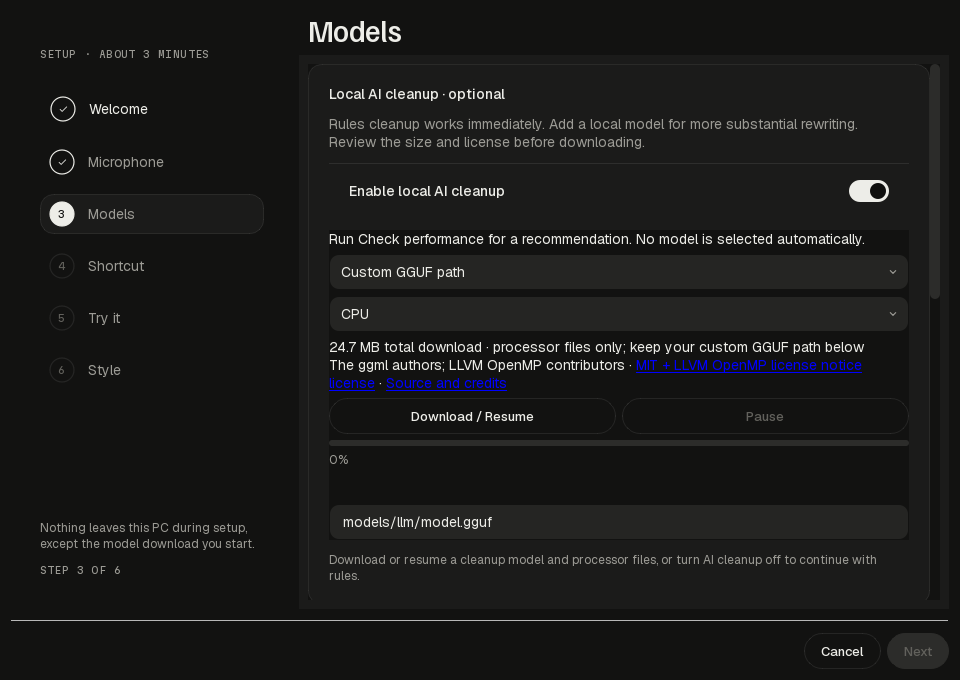 Models
SETUP · ABOUT 3 MINUTES
Welcome
Microphone
3 Models
4 Shortcut
5 Try it
6 Style
Nothing leaves this PC during setup,
except the model download you start.
STEP 3 OF 6
Local AI cleanup · optional
Rules cleanup works immediately. Add a local model for more substantial rewriting.
Review the size and license before downloading.
Enable local AI cleanup
Run Check performance for a recommendation. No model is selected automatically.
Custom GGUF path
CPU
24.7 MB total download · processor files only; keep your custom GGUF path below
The ggml authors; LLVM OpenMP contributors · MIT + LLVM OpenMP license notice
license · Source and credits
Download / Resume
Pause
0%
models/llm/model.gguf
Download or resume a cleanup model and processor files, or turn AI cleanup off to continue with
rules.
Cancel
Next